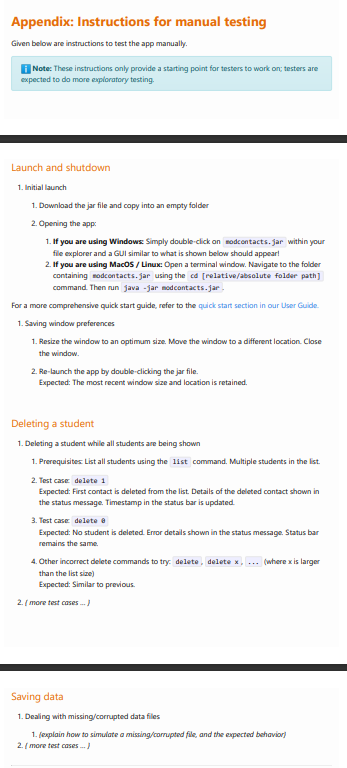 Appendix: Instructions for manual testing
Given below are instructions to test the app manually.
Note: These instructions only provide a starting point for testers to work on; testers are
expected to do more exploratory testing.
Launch and shutdown
1. Initial launch
1. Download the jar file and copy into an empty folder
2. Opening the app:
1. If you are using Windows: Simply double-click on modcontacts.jar within your
file explorer and a GUI similar to what is shown below should appear!
2. If you are using MacOS / Linux: Open a terminal window. Navigate to the folder
containing modcontacts.jar using the cd [relative/absolute folder path]
command. Then run java -jar modcontacts.jar.
For a more comprehensive quick start guide, refer to the quick start section in our User Guide.
1. Saving window preferences
1. Resize the window to an optimum size. Move the window to a different location. Close
the window.
2. Re-launch the app by double-clicking the jar file.
Expected: The most recent window size and location is retained.
Deleting a student
1. Deleting a student while all students are being shown
1. Prerequisites: List all students using the list command. Multiple students in the list.
2. Test case: delete 1
Expected: First contact is deleted from the list. Details of the deleted contact shown in
the status message. Timestamp in the status bar is updated.
3. Test case: delete 0
Expected: No student is deleted. Error details shown in the status message. Status bar
remains the same.
4. Other incorrect delete commands to try: delete, delete x, ... (where x is larger
than the list size)
Expected: Similar to previous.
2. { more test cases ... }
Saving data
1. Dealing with missing/corrupted data files
1. {explain how to simulate a missing/corrupted file, and the expected behavior}
2. { more test cases ... }